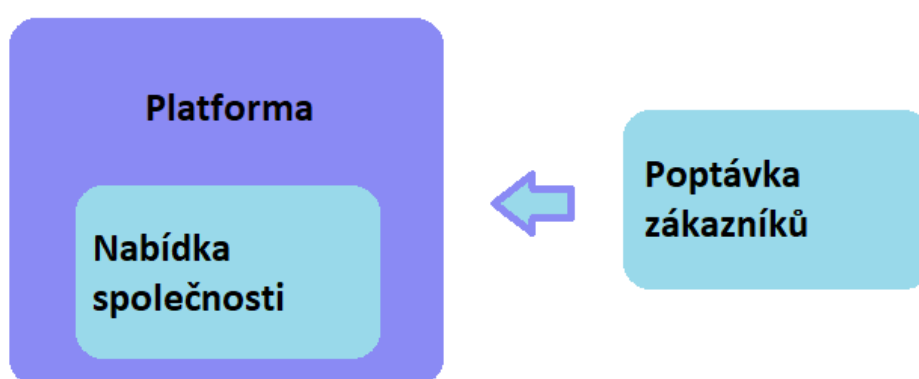 Platforma
Nabídka
společnosti
Poptávka
zákazníků